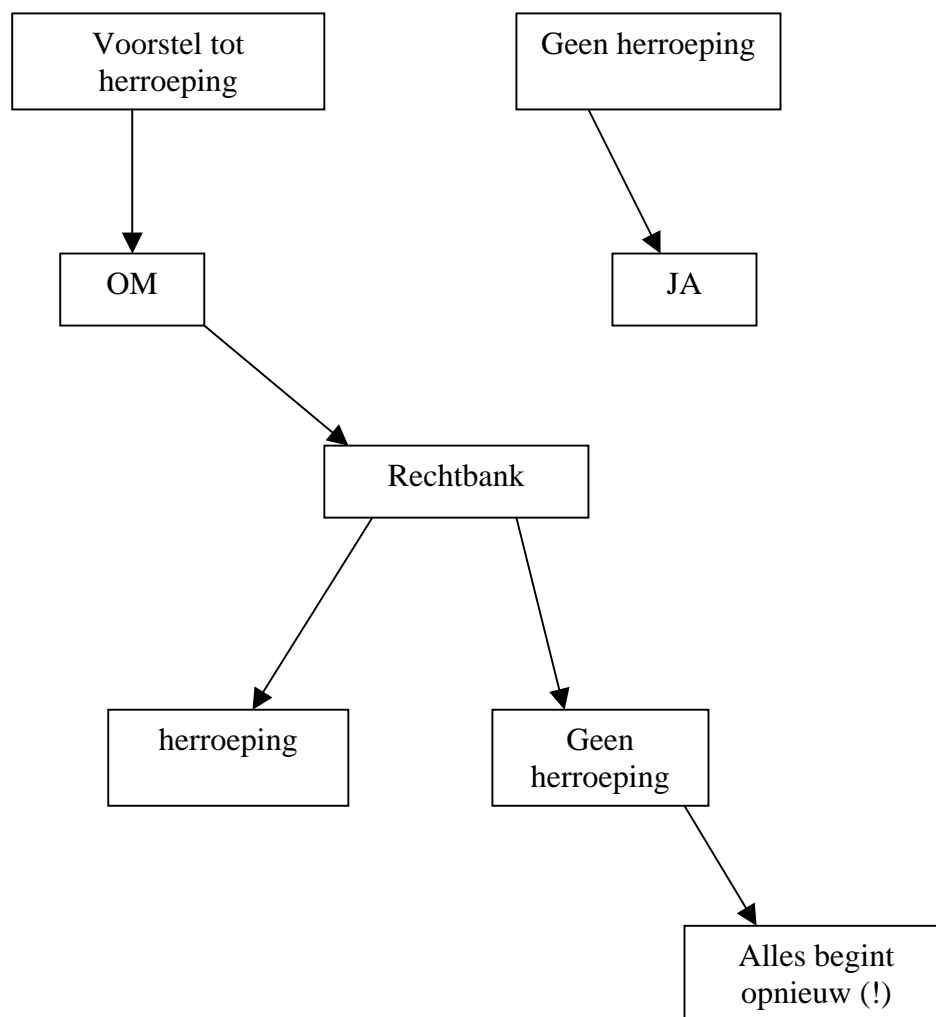 Voorstel tot
herroeping
Geen herroeping
OM
JA
Rechtbank
herroeping
Geen
herroeping
Alles begint
opnieuw (!)